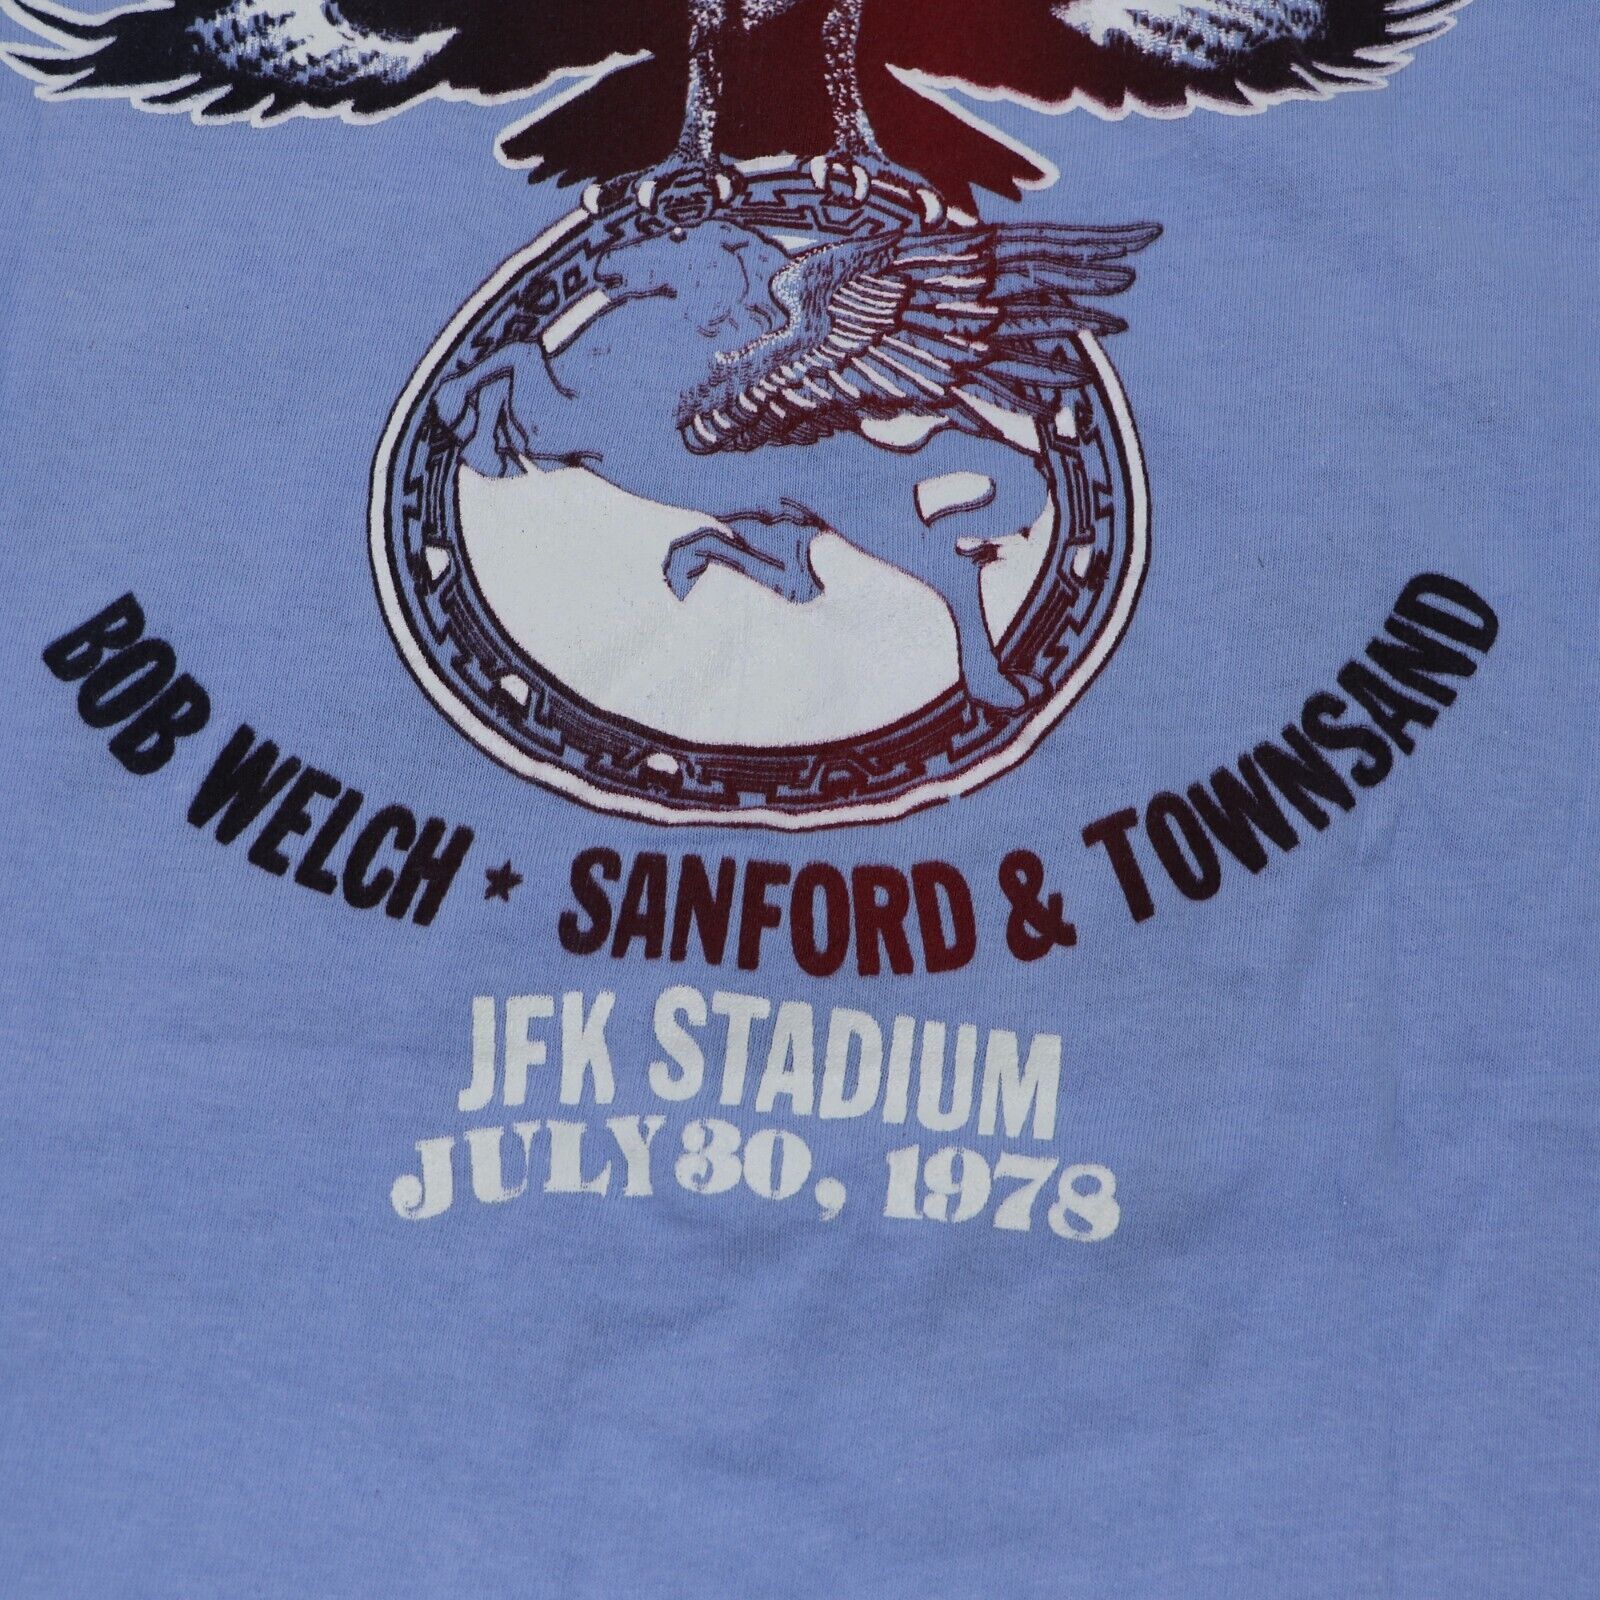 BOB WELCH ★ SANFORD & TOWNSAND
JFK STADIUM
JULY 30, 1978